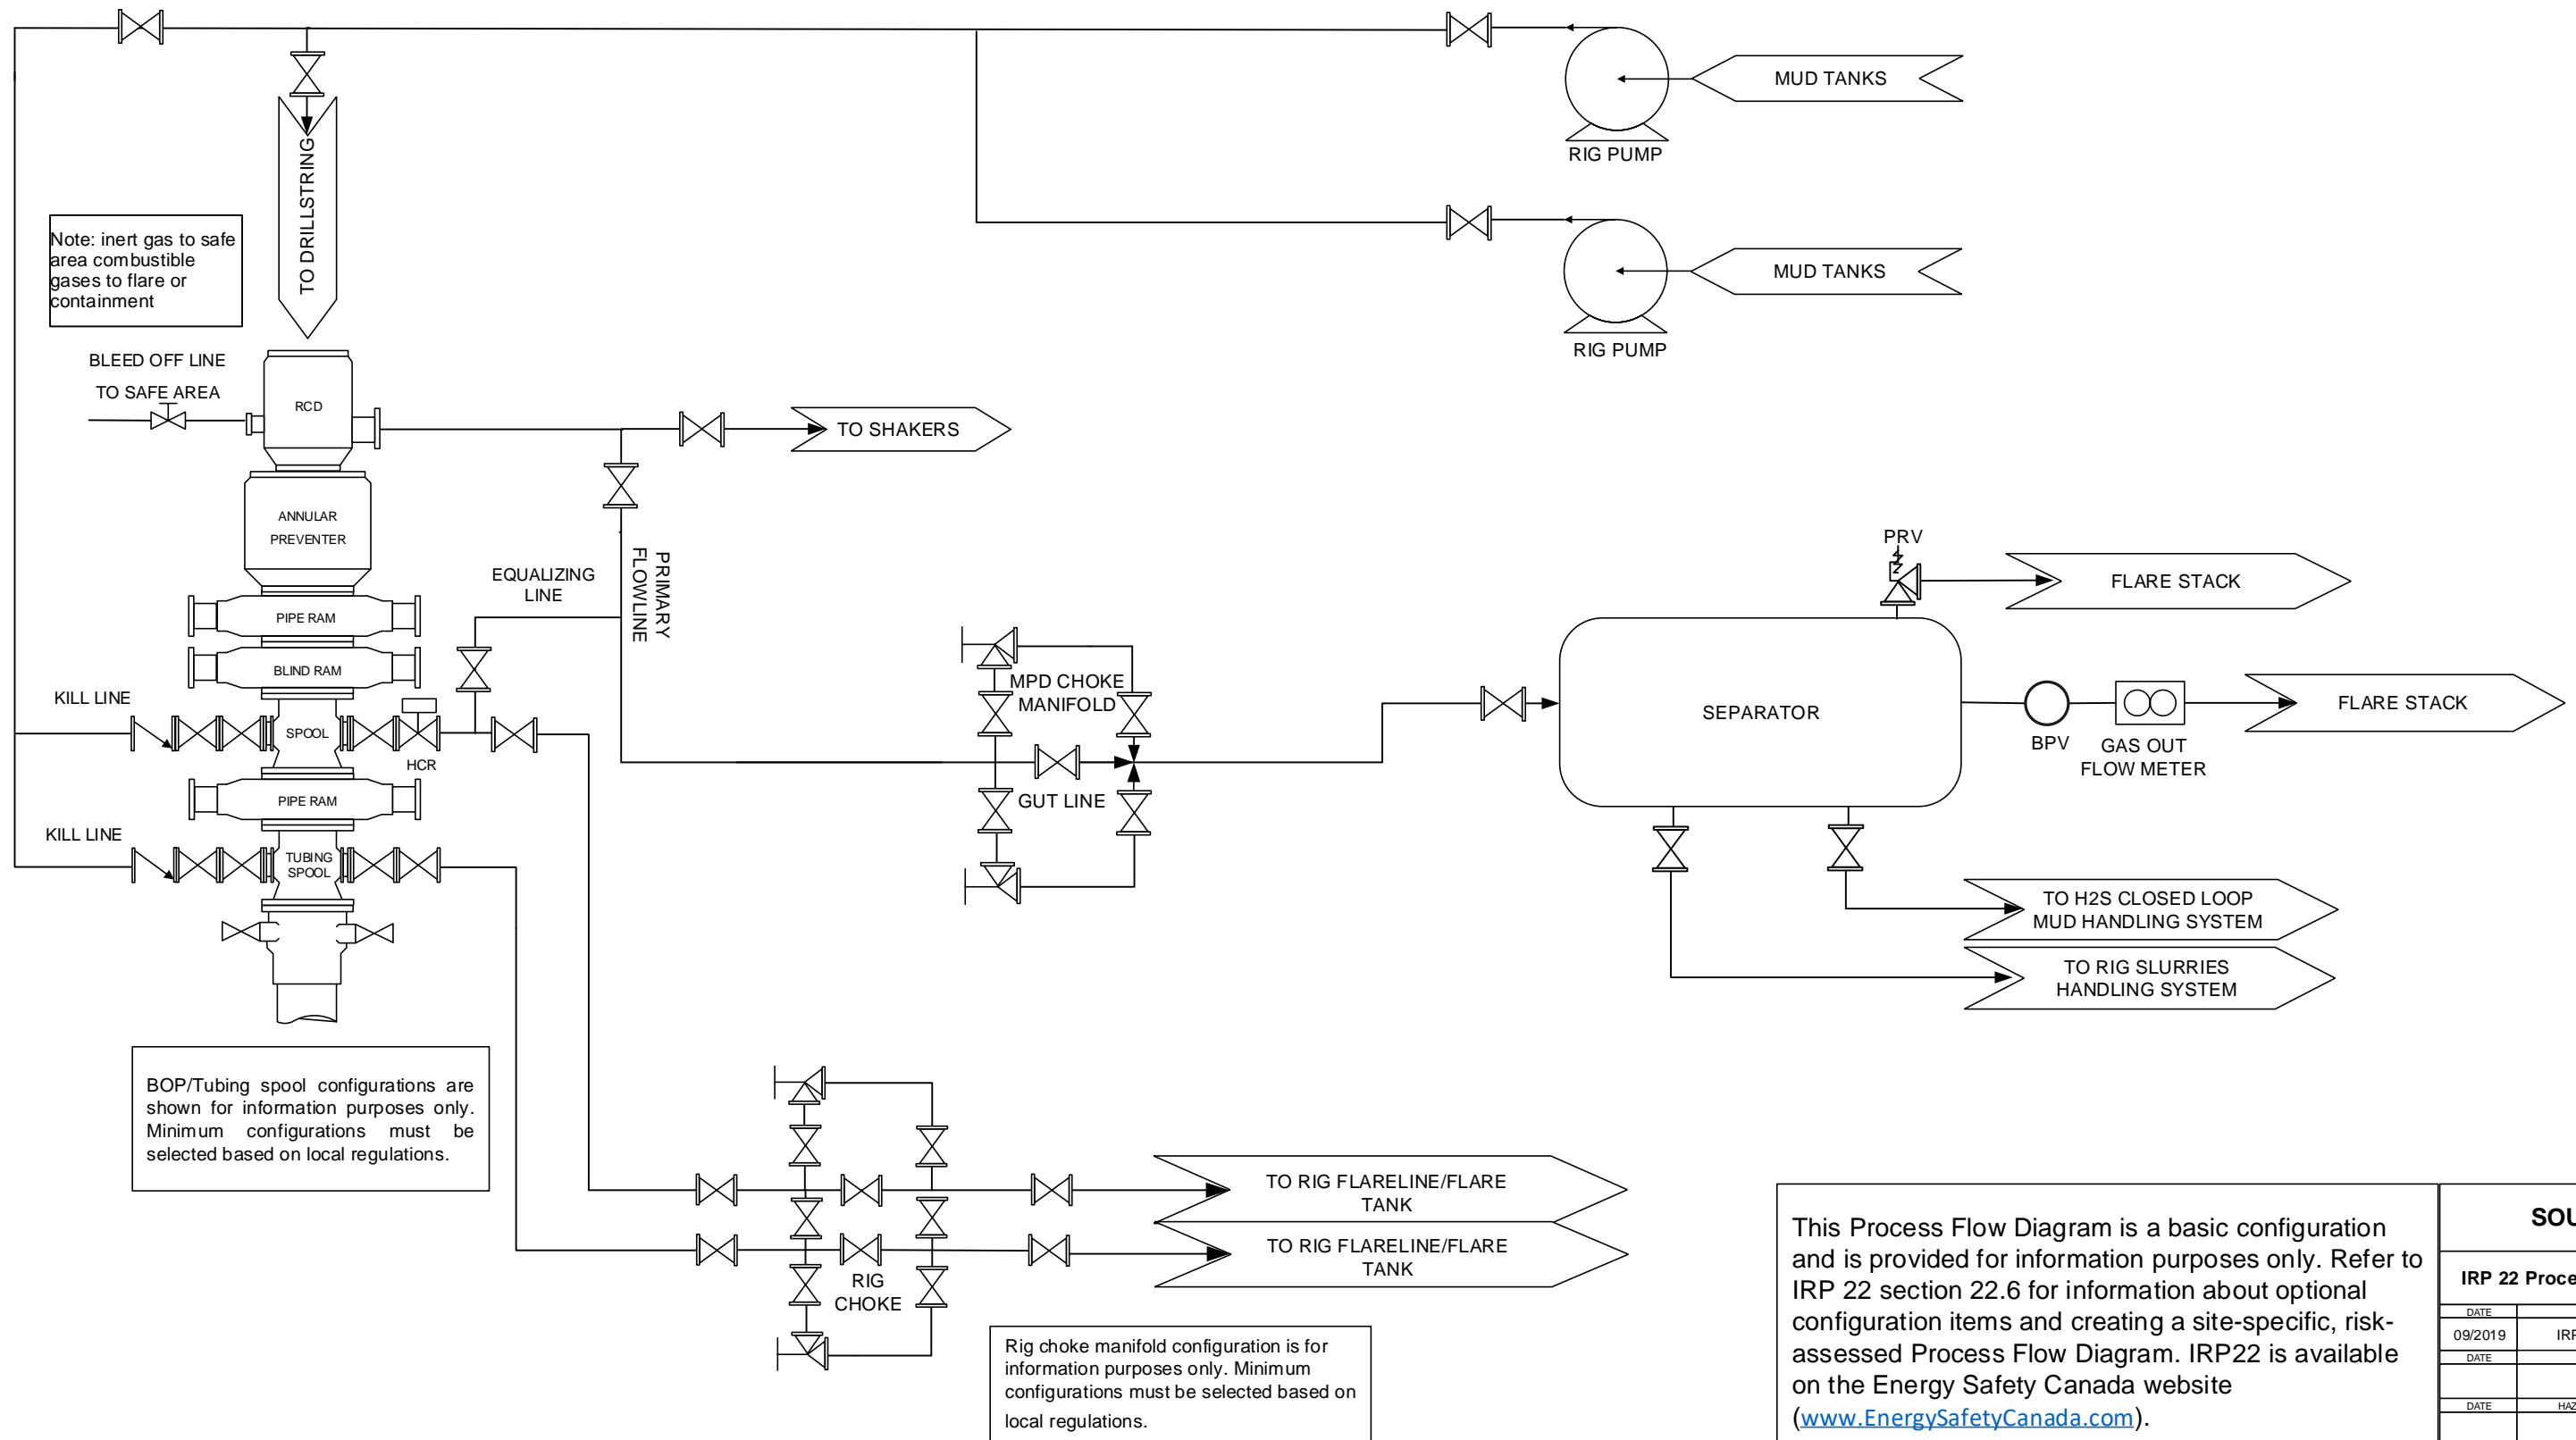 MUD TANKS
RIG PUMP
MUD TANKS
RIG PUMP
TO DRILLSTRING
Note: inert gas to safe
area combustible
gases to flare or
containment
BLEED OFF LINE
TO SAFE AREA
RCD
TO SHAKERS
ANNULAR
PREVENTER
EQUALIZING
LINE
PRIMARY
FLOWLINE
PIPE RAM
BLIND RAM
KILL LINE
SPOOL
HCR
PIPE RAM
KILL LINE
TUBING
SPOOL
MPD CHOKE
MANIFOLD
GUT LINE
PRV
FLARE STACK
SEPARATOR
BPV
GAS OUT
FLOW METER
FLARE STACK
TO H2S CLOSED LOOP
MUD HANDLING SYSTEM
TO RIG SLURRIES
HANDLING SYSTEM
BOP/Tubing spool configurations are
shown for information purposes only.
Minimum configurations must be
selected based on local regulations.
TO RIG FLARELINE/FLARE
TANK
TO RIG FLARELINE/FLARE
TANK
RIG
CHOKE
Rig choke manifold configuration is for
information purposes only. Minimum
configurations must be selected based on
local regulations.
This Process Flow Diagram is a basic configuration
and is provided for information purposes only. Refer to
IRP 22 section 22.6 for information about optional
configuration items and creating a site-specific, risk-
assessed Process Flow Diagram. IRP22 is available
on the Energy Safety Canada website
(www.EnergySafetyCanada.com).
IRP 22
DATE
09/2019
DATE
DATE